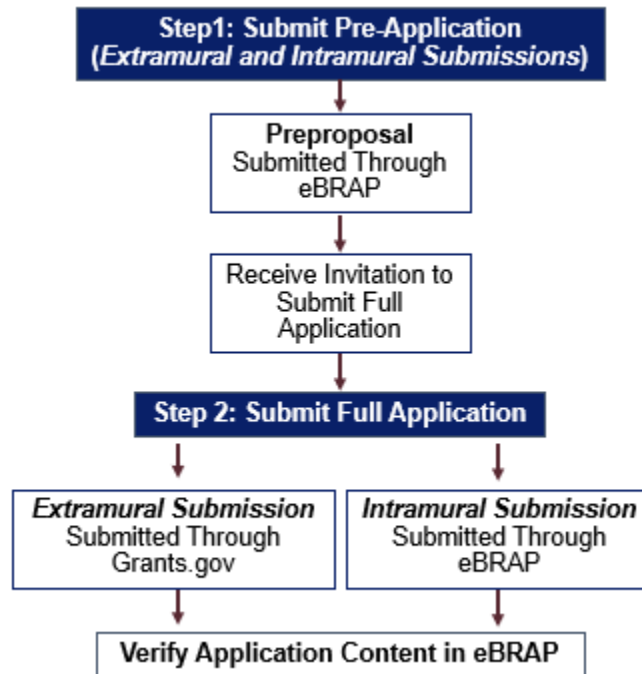 Step1: Submit Pre-Application
(Extramural and Intramural Submissions)
Preproposal
Submitted Through
eBRAP
Receive Invitation to
Submit Full
Application
Step 2: Submit Full Application
Extramural Submission
Submitted Through
Grants.gov
Intramural Submission
Submitted Through
eBRAP
Verify Application Content in eBRAP